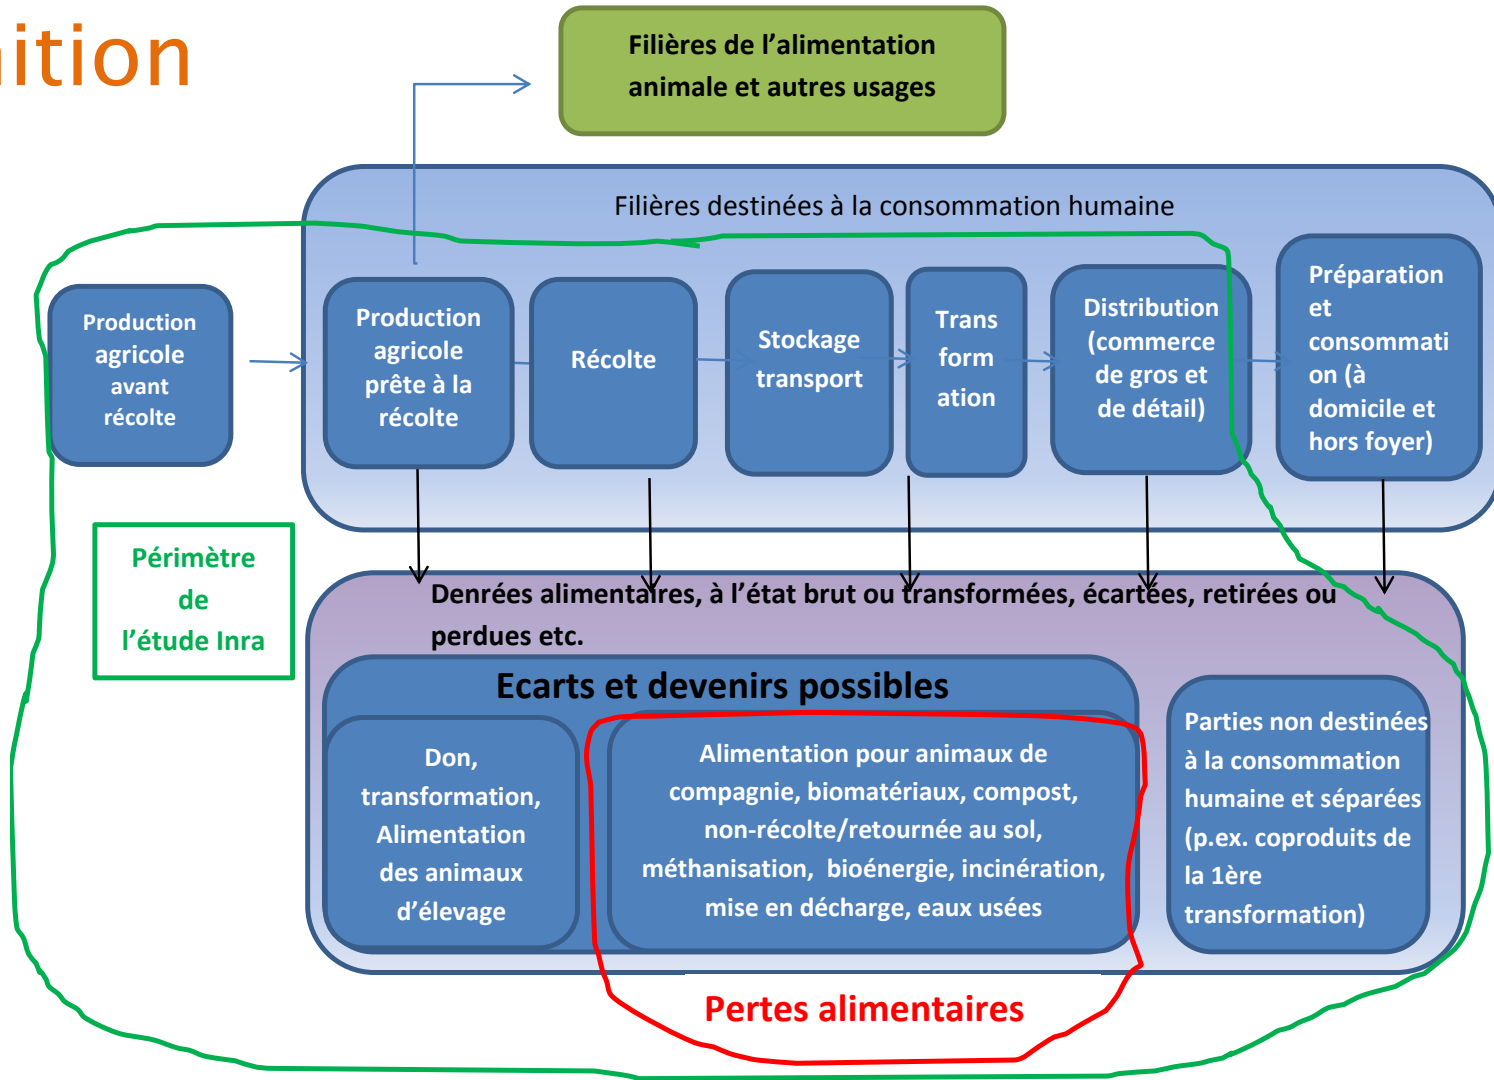 nition
Filières de l’alimentation
animale et autres usages
Filières destinées à la consommation humaine
Production
agricole
avant
récolte
Production
agricole
prête à la
récolte
Récolte
Stockage
transport
Trans
form
ation
Distribution
(commerce
de gros et
de détail)
Préparation
et
consommati
on (à
domicile et
hors foyer)
Périmètre
de
l’étude Inra
Denrées alimentaires, à l’état brut ou transformées, écartées, retirées ou
perdues etc.
Ecarts et devenirs possibles
Don,
transformation,
Alimentation
des animaux
d’élevage
Alimentation pour animaux de
compagnie, biomatériaux, compost,
non-récolte/retournée au sol,
méthanisation, bioénergie, incinération,
mise en décharge, eaux usées
Parties non destinées
à la consommation
humaine et séparées
(p.ex. coproduits de
la 1ère
transformation)
Pertes alimentaires